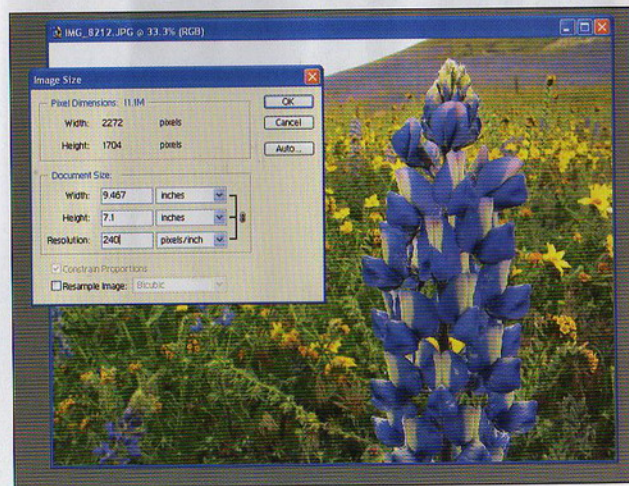 IMG_8212.JPG @ 33.3% (RGB)
Image Size
Pixel Dimensions: 11.1M
Width: 2272 pixels
Height: 1704 pixels
OK
Cancel
Auto...
Document Size:
Width: 9.467 inches
Height: 7.1 inches
Resolution: 240 pixels/inch
Constrain Proportions
Resample Image: Bicubic